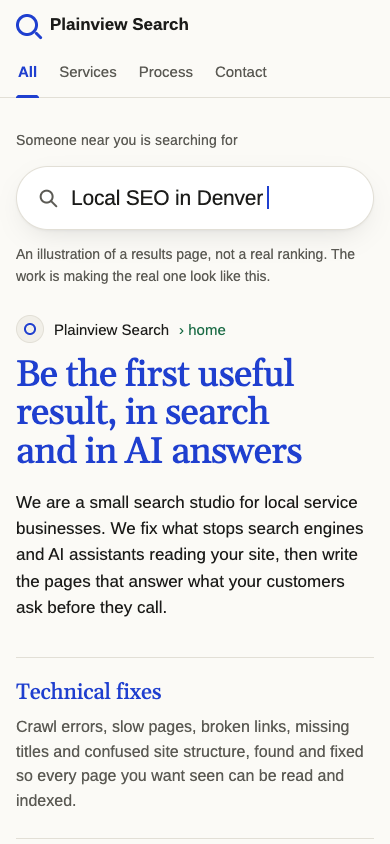 Plainview Search
All Services Process Contact
Someone near you is searching for
Local SEO in Denver
An illustration of a results page, not a real ranking. The
work is making the real one look like this.
Plainview Search › home
Be the first useful
result, in search
and in AI answers
We are a small search studio for local service
businesses. We fix what stops search engines
and AI assistants reading your site, then write
the pages that answer what your customers
ask before they call.
Technical fixes
Crawl errors, slow pages, broken links, missing
titles and confused site structure, found and fixed
so every page you want seen can be read and
indexed.